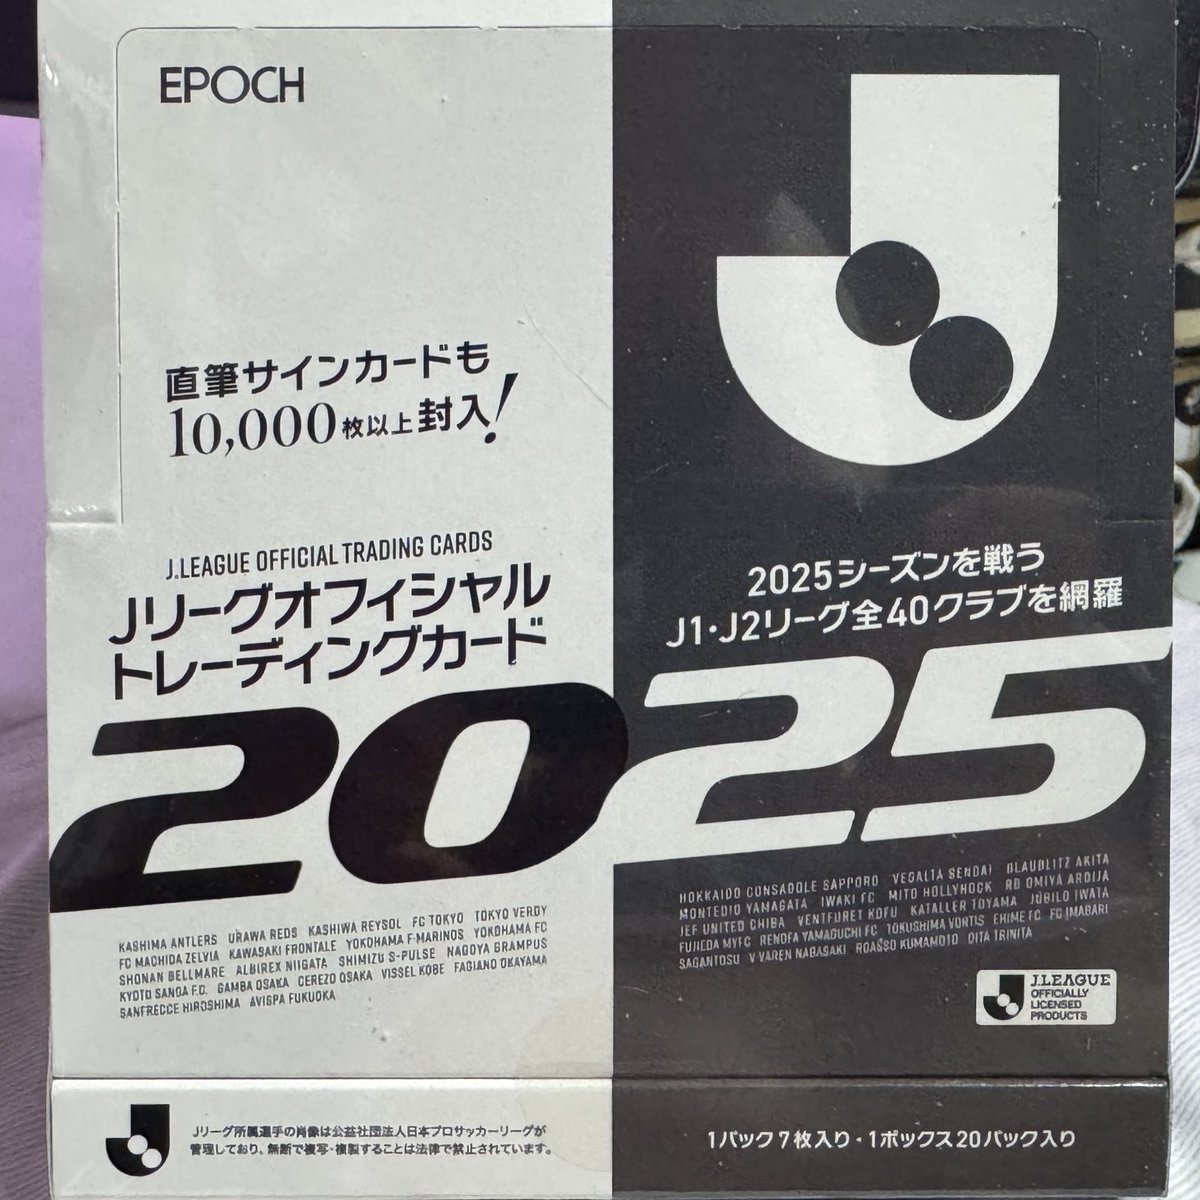 EPOCH
直筆サインカードも
10,000枚以上封入!
J.LEAGUE OFFICIAL TRADING CARDS
Jリーグオフィシャル
トレーディングカード
2025シーズンを戦う
J1・J2リーグ全40クラブを網羅
2025
KASHIMA ANTLERS URAWA REDS KASHIWA REYSOL FC TOKYO TOKYO VERDY
FC MACHIDA ZELVIA KAWASAKI FRONTALE YOKOHAMA F·MARINOS YOKOHAMA FC
SHONAN BELLMARE ALBIREX NIIGATA SHIMIZU S-PULSE NAGOYA GRAMPUS
KYOTO SANGA F.C. GAMBA OSAKA CEREZO OSAKA VISSEL KOBE FAGIANO OKAYAMA
SANFRECCE HIROSHIMA AVISPA FUKUOKA
HOKKAIDO CONSADOLE SAPPORO VEGALTA SENDAI BLAUBLITZ AKITA
MONTEDIO YAMAGATA IWAKI FC MITO HOLLYHOCK RB OMIYA ARDIJA
JEF UNITED CHIBA VENTFORET KOFU KATALLER TOYAMA JUBILO IWATA
FUJIEDA MYFC RENOFA YAMAGUCHI FC TOKUSHIMA VORTIS EHIME FC FC IMABARI
SAGANTOSU V·VAREN NAGASAKI ROASSO KUMAMOTO OITA TRINITA
J.LEAGUE
OFFICIALLY
LICENSED
PRODUCTS
Jリーグ所属選手の肖像は公益社団法人日本プロサッカーリーグが
管理しており、無断で複写・複製することは法律で禁止されています。
1パック7枚入り・1ボックス20パック入り